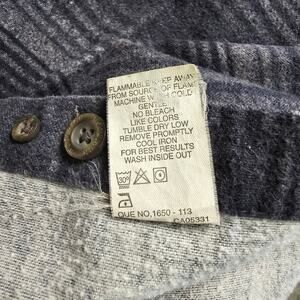 FLAMMABLE KEEP AWAY
FROM SOURCE OF FLAME
MACHINE WASH COLD
GENTLE
NO BLEACH
LIKE COLORS
TUMBLE DRY LOW
REMOVE PROMPTLY
COOL IRON
FOR BEST RESULTS
WASH INSIDE OUT
30°
QUE NO,1650 - 113
CA05331